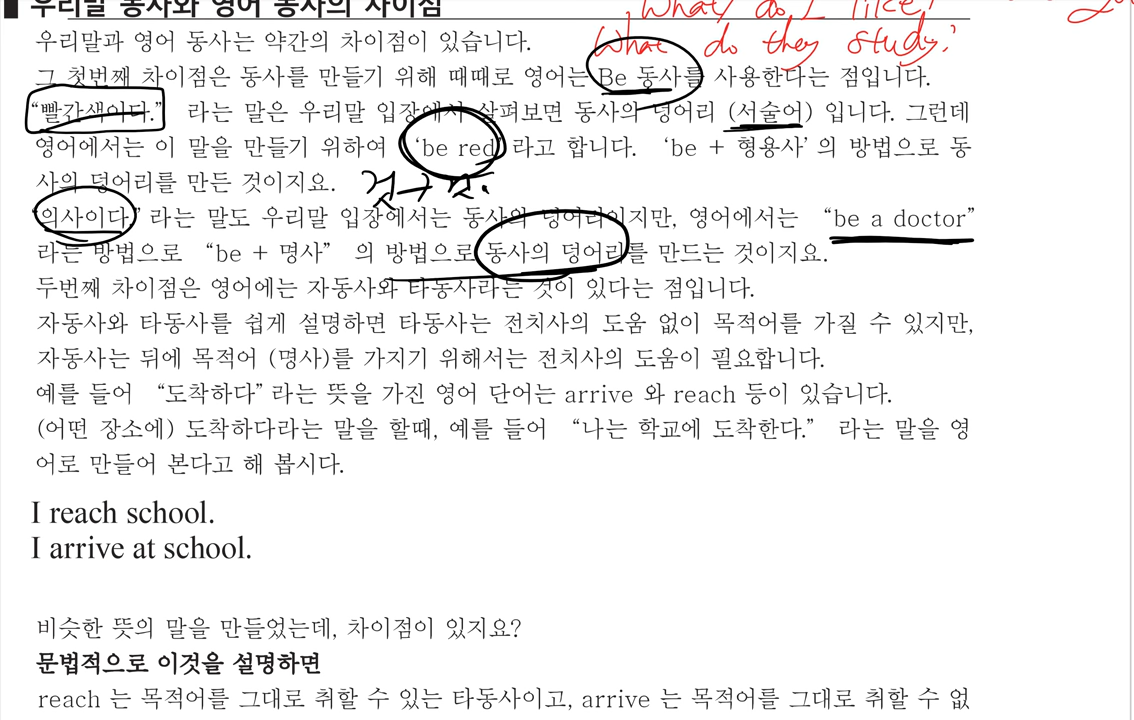 우리말 동사와 영어 동사의 차이점
What do I like?
What do they study?
우리말과 영어 동사는 약간의 차이점이 있습니다.
그 첫번째 차이점은 동사를 만들기 위해 때때로 영어는 Be 동사를 사용한다는 점입니다.
“빨간색이다.” 라는 말은 우리말 입장에서 살펴보면 동사의 덩어리 (서술어) 입니다. 그런데
영어에서는 이 말을 만들기 위하여 ‘be red’ 라고 합니다. ‘be + 형용사’ 의 방법으로 동
사의 덩어리를 만든 것이지요.
“의사이다” 라는 말도 우리말 입장에서는 동사의 덩어리이지만, 영어에서는 “be a doctor”
라는 방법으로 “be + 명사” 의 방법으로 동사의 덩어리를 만드는 것이지요.
두번째 차이점은 영어에는 자동사와 타동사라는 것이 있다는 점입니다.
자동사와 타동사를 쉽게 설명하면 타동사는 전치사의 도움 없이 목적어를 가질 수 있지만,
자동사는 뒤에 목적어 (명사)를 가지기 위해서는 전치사의 도움이 필요합니다.
예를 들어 “도착하다” 라는 뜻을 가진 영어 단어는 arrive 와 reach 등이 있습니다.
(어떤 장소에) 도착하다라는 말을 할때, 예를 들어 “나는 학교에 도착한다.” 라는 말을 영
어로 만들어 본다고 해 봅시다.
I reach school.
I arrive at school.
비슷한 뜻의 말을 만들었는데, 차이점이 있지요?
문법적으로 이것을 설명하면
reach 는 목적어를 그대로 취할 수 있는 타동사이고, arrive 는 목적어를 그대로 취할 수 없